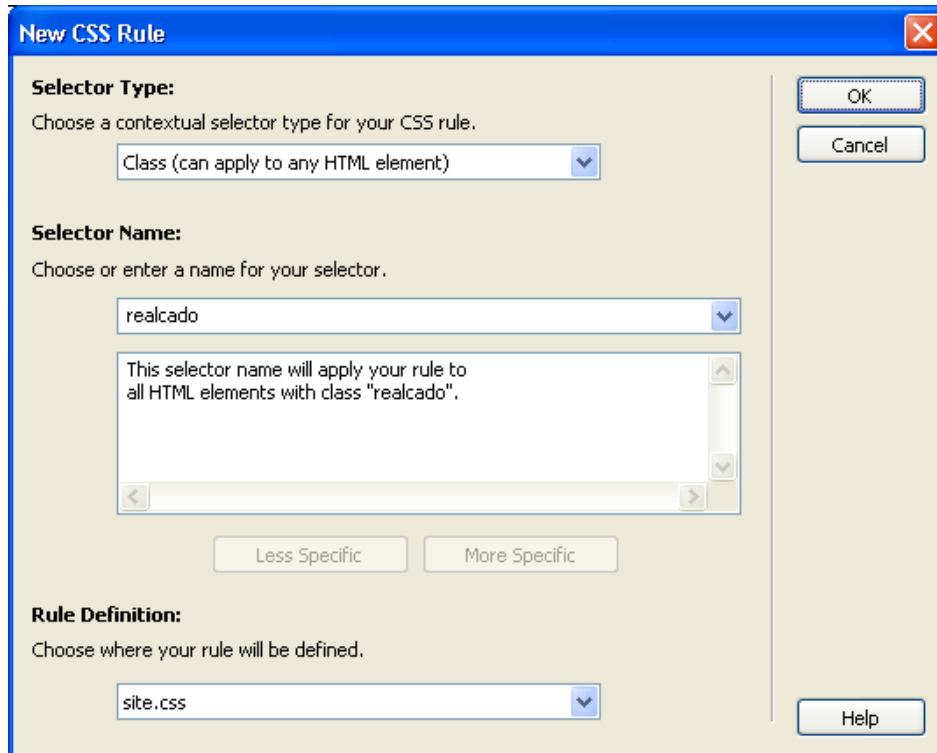 New CSS Rule
Selector Type:
Choose a contextual selector type for your CSS rule.
Class (can apply to any HTML element)
OK
Cancel
Selector Name:
Choose or enter a name for your selector.
realcado
This selector name will apply your rule to
all HTML elements with class "realcado".
Less Specific
More Specific
Rule Definition:
Choose where your rule will be defined.
site.css
Help